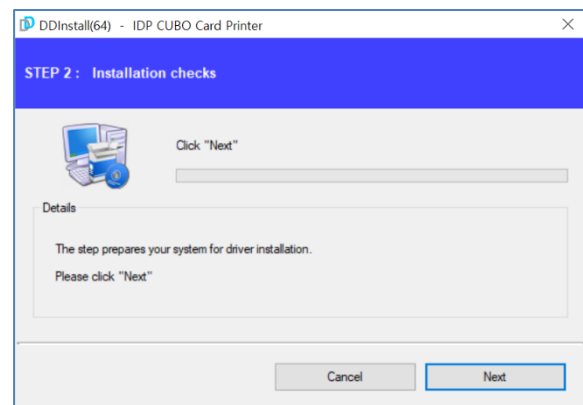 DDInstall(64) - IDP CUBO Card Printer
STEP 2 : Installation checks
Click "Next"
Details
The step prepares your system for driver installation.
Please click "Next"
Cancel
Next